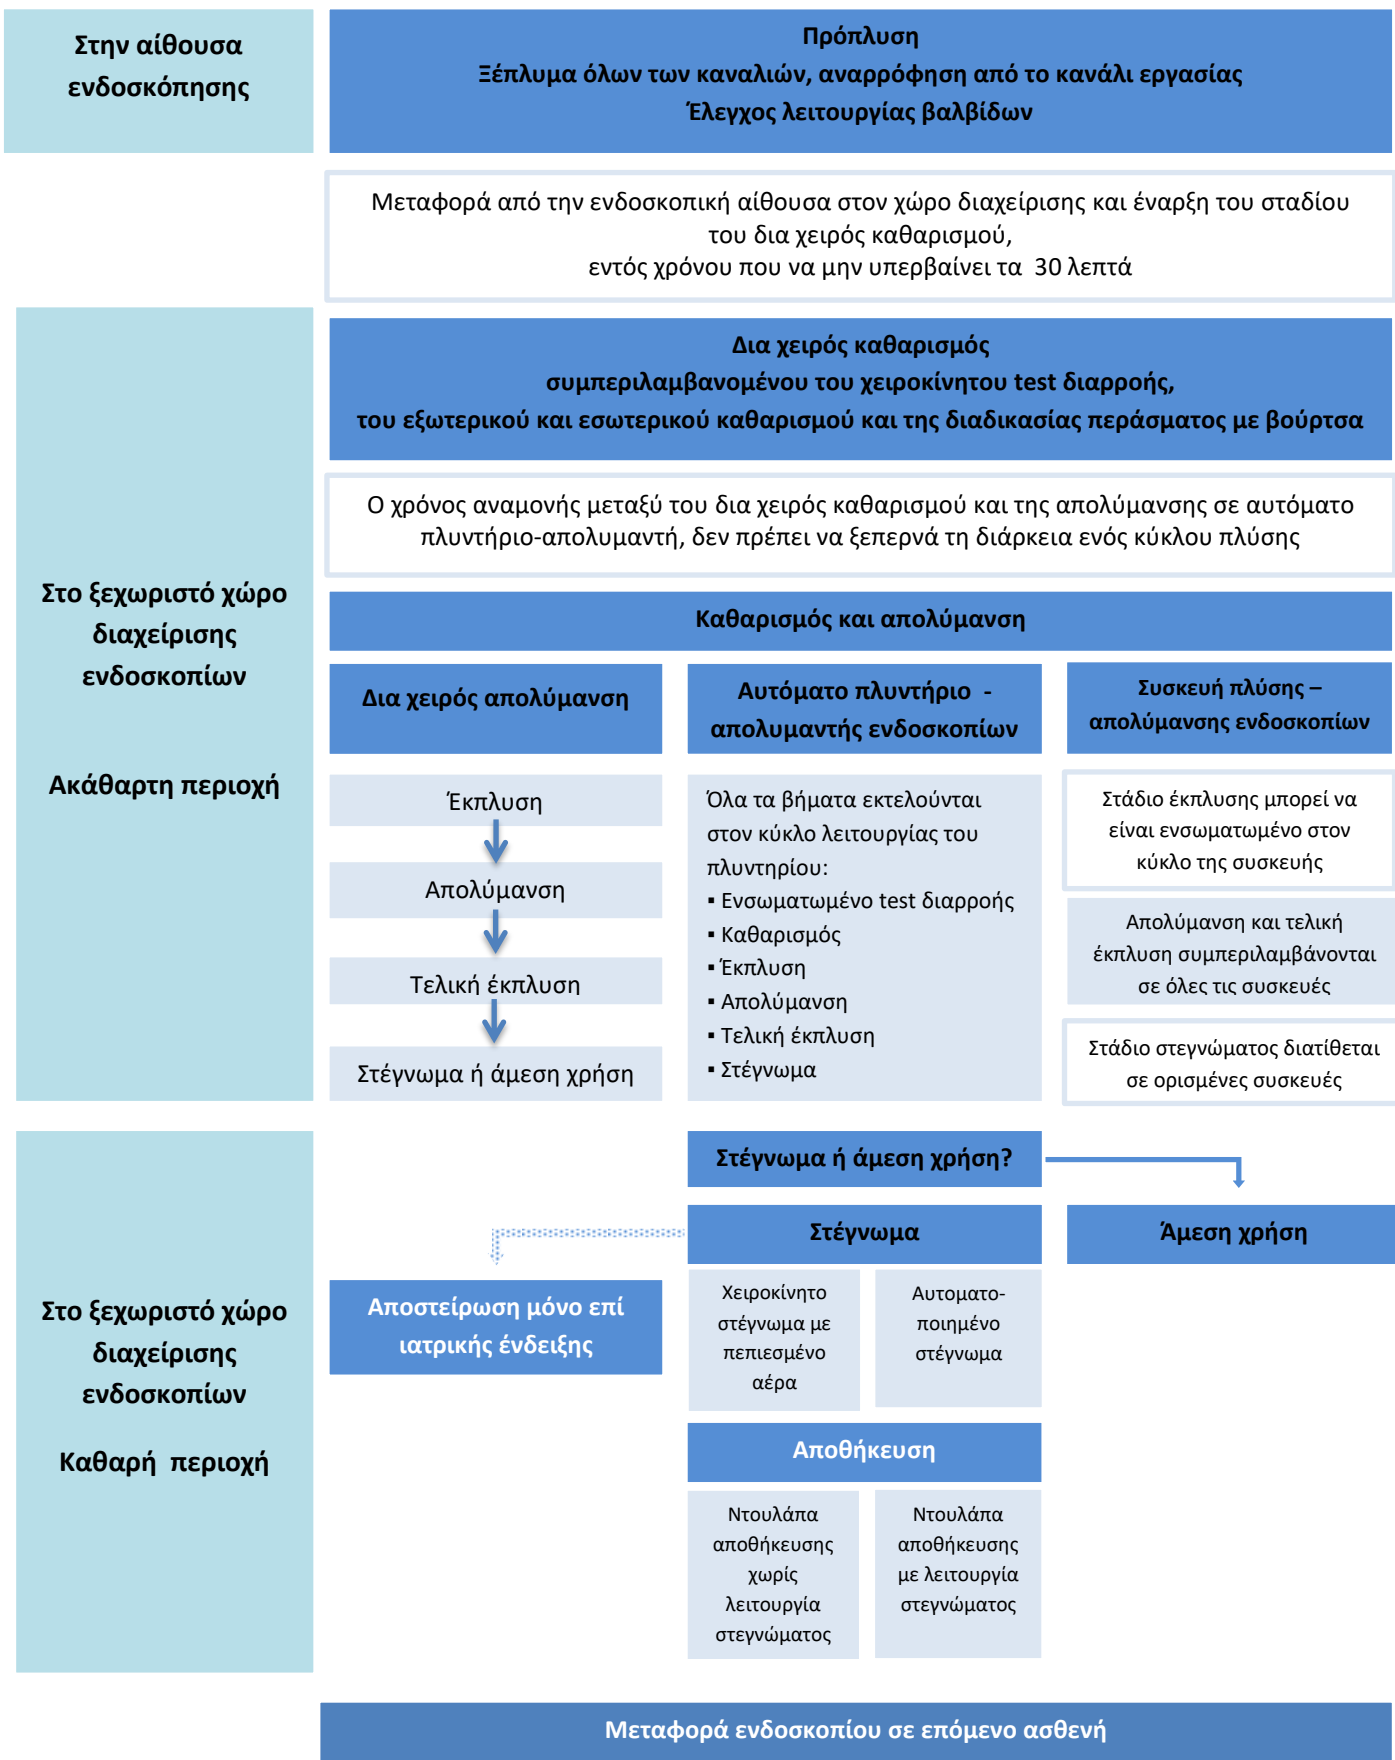 Στην αίθουσα
ενδοσκόπησης
Πρόπλυση
Ξέπλυμα όλων των καναλιών, αναρρόφηση από το κανάλι εργασίας
Έλεγχος λειτουργίας βαλβίδων
Μεταφορά από την ενδοσκοπική αίθουσα στον χώρο διαχείρισης και έναρξη του σταδίου
του δια χειρός καθαρισμού,
εντός χρόνου που να μην υπερβαίνει τα 30 λεπτά
Στο ξεχωριστό χώρο
διαχείρισης
ενδοσκοπίων
Ακάθαρτη περιοχή
Δια χειρός καθαρισμός
συμπεριλαμβανομένου του χειροκίνητου test διαρροής,
του εξωτερικού και εσωτερικού καθαρισμού και της διαδικασίας περάσματος με βούρτσα
Ο χρόνος αναμονής μεταξύ του δια χειρός καθαρισμού και της απολύμανσης σε αυτόματο
πλυντήριο-απολυμαντή, δεν πρέπει να ξεπερνά τη διάρκεια ενός κύκλου πλύσης
Καθαρισμός και απολύμανση
Δια χειρός απολύμανση
Έκπλυση
Απολύμανση
Τελική έκπλυση
Στέγνωμα ή άμεση χρήση
Αυτόματο πλυντήριο -
απολυμαντής ενδοσκοπίων
Όλα τα βήματα εκτελούνται
στον κύκλο λειτουργίας του
πλυντηρίου:
▪ Ενσωματωμένο test διαρροής
▪ Καθαρισμός
▪ Έκπλυση
▪ Απολύμανση
▪ Τελική έκπλυση
▪ Στέγνωμα
Συσκευή πλύσης –
απολύμανσης ενδοσκοπίων
Στάδιο έκπλυσης μπορεί να
είναι ενσωματωμένο στον
κύκλο της συσκευής
Απολύμανση και τελική
έκπλυση συμπεριλαμβάνονται
σε όλες τις συσκευές
Στάδιο στεγνώματος διατίθεται
σε ορισμένες συσκευές
Στο ξεχωριστό χώρο
διαχείρισης
ενδοσκοπίων
Καθαρή περιοχή
Στέγνωμα ή άμεση χρήση?
Στέγνωμα
Άμεση χρήση
Αποστείρωση μόνο επί
ιατρικής ένδειξης
Χειροκίνητο
στέγνωμα με
πεπιεσμένο
αέρα
Αυτοματο-
ποιημένο
στέγνωμα
Αποθήκευση
Ντουλάπα
αποθήκευσης
χωρίς
λειτουργία
στεγνώματος
Ντουλάπα
αποθήκευσης
με λειτουργία
στεγνώματος
Μεταφορά ενδοσκοπίου σε επόμενο ασθενή